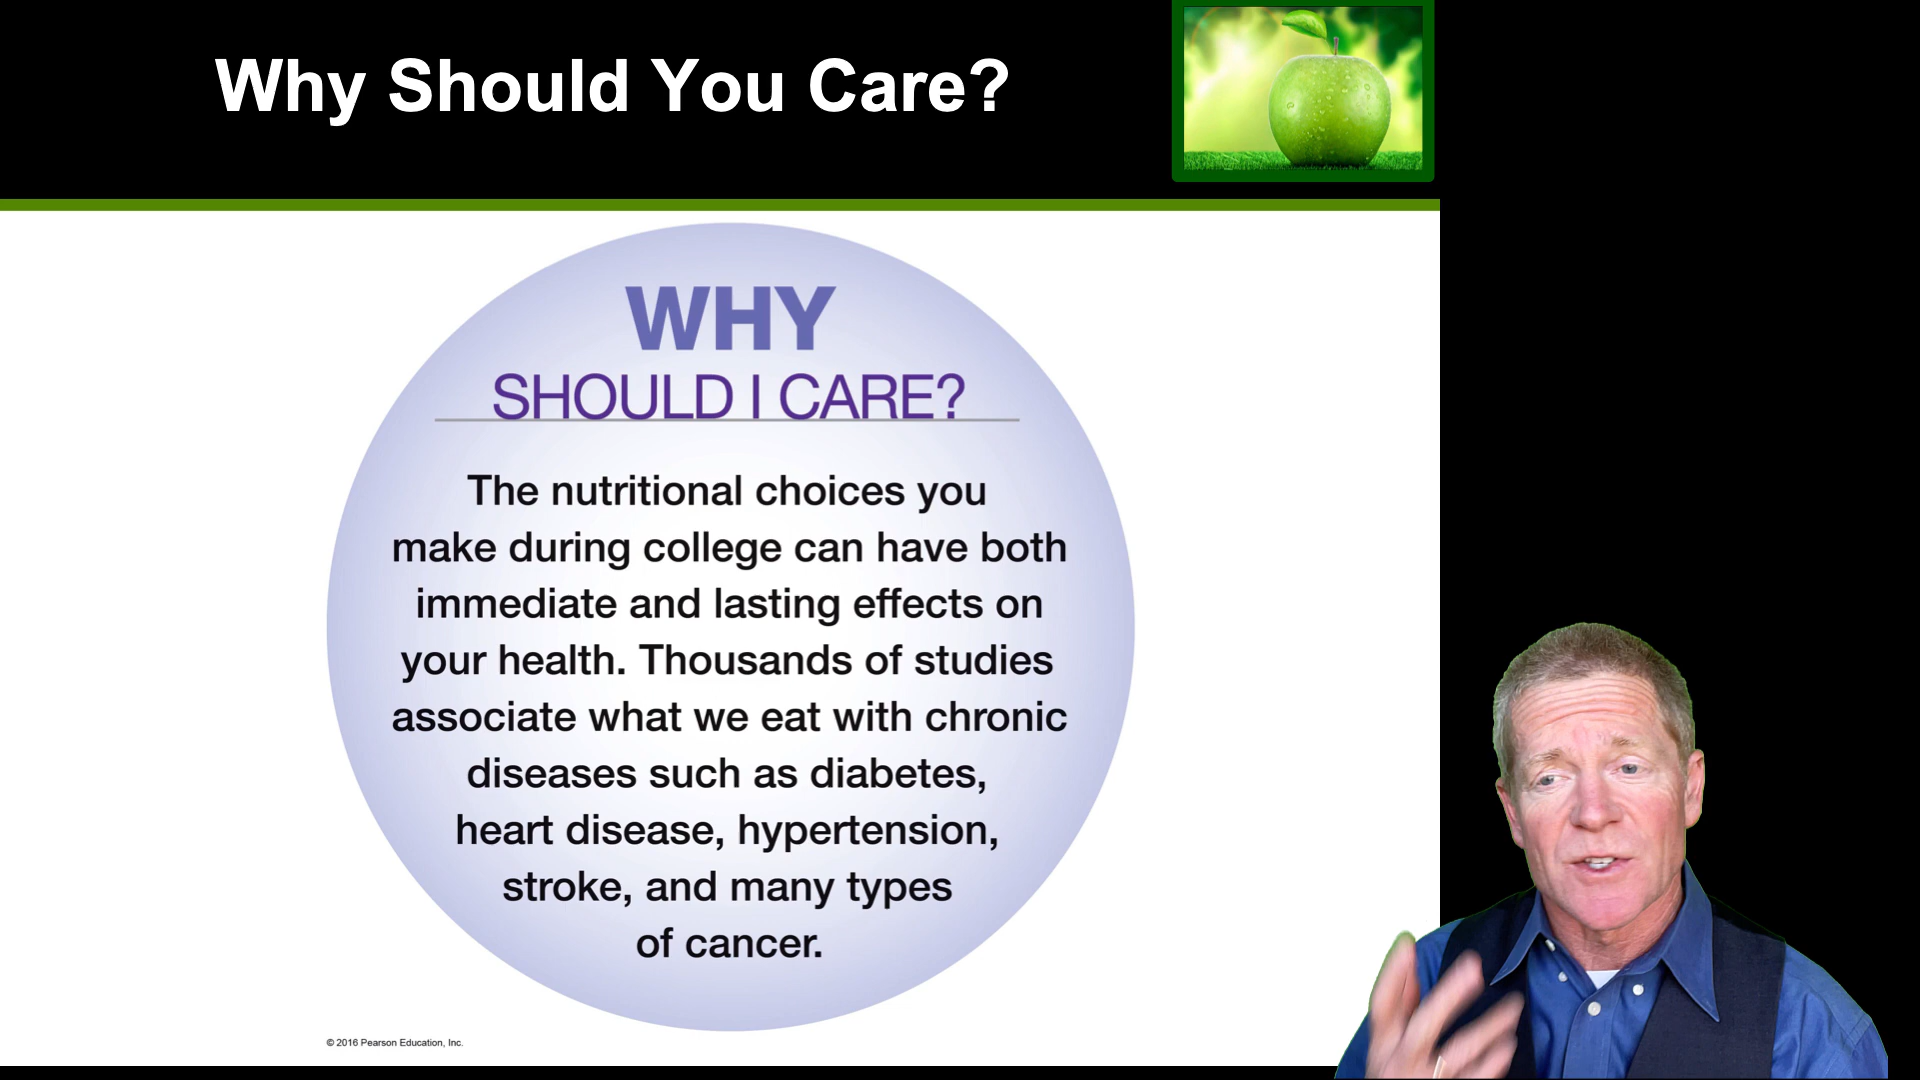 Why Should You Care?
WHY
SHOULD I CARE?
The nutritional choices you
make during college can have both
immediate and lasting effects on
your health. Thousands of studies
associate what we eat with chronic
diseases such as diabetes,
heart disease, hypertension,
stroke, and many types
of cancer.
© 2016 Pearson Education, Inc.